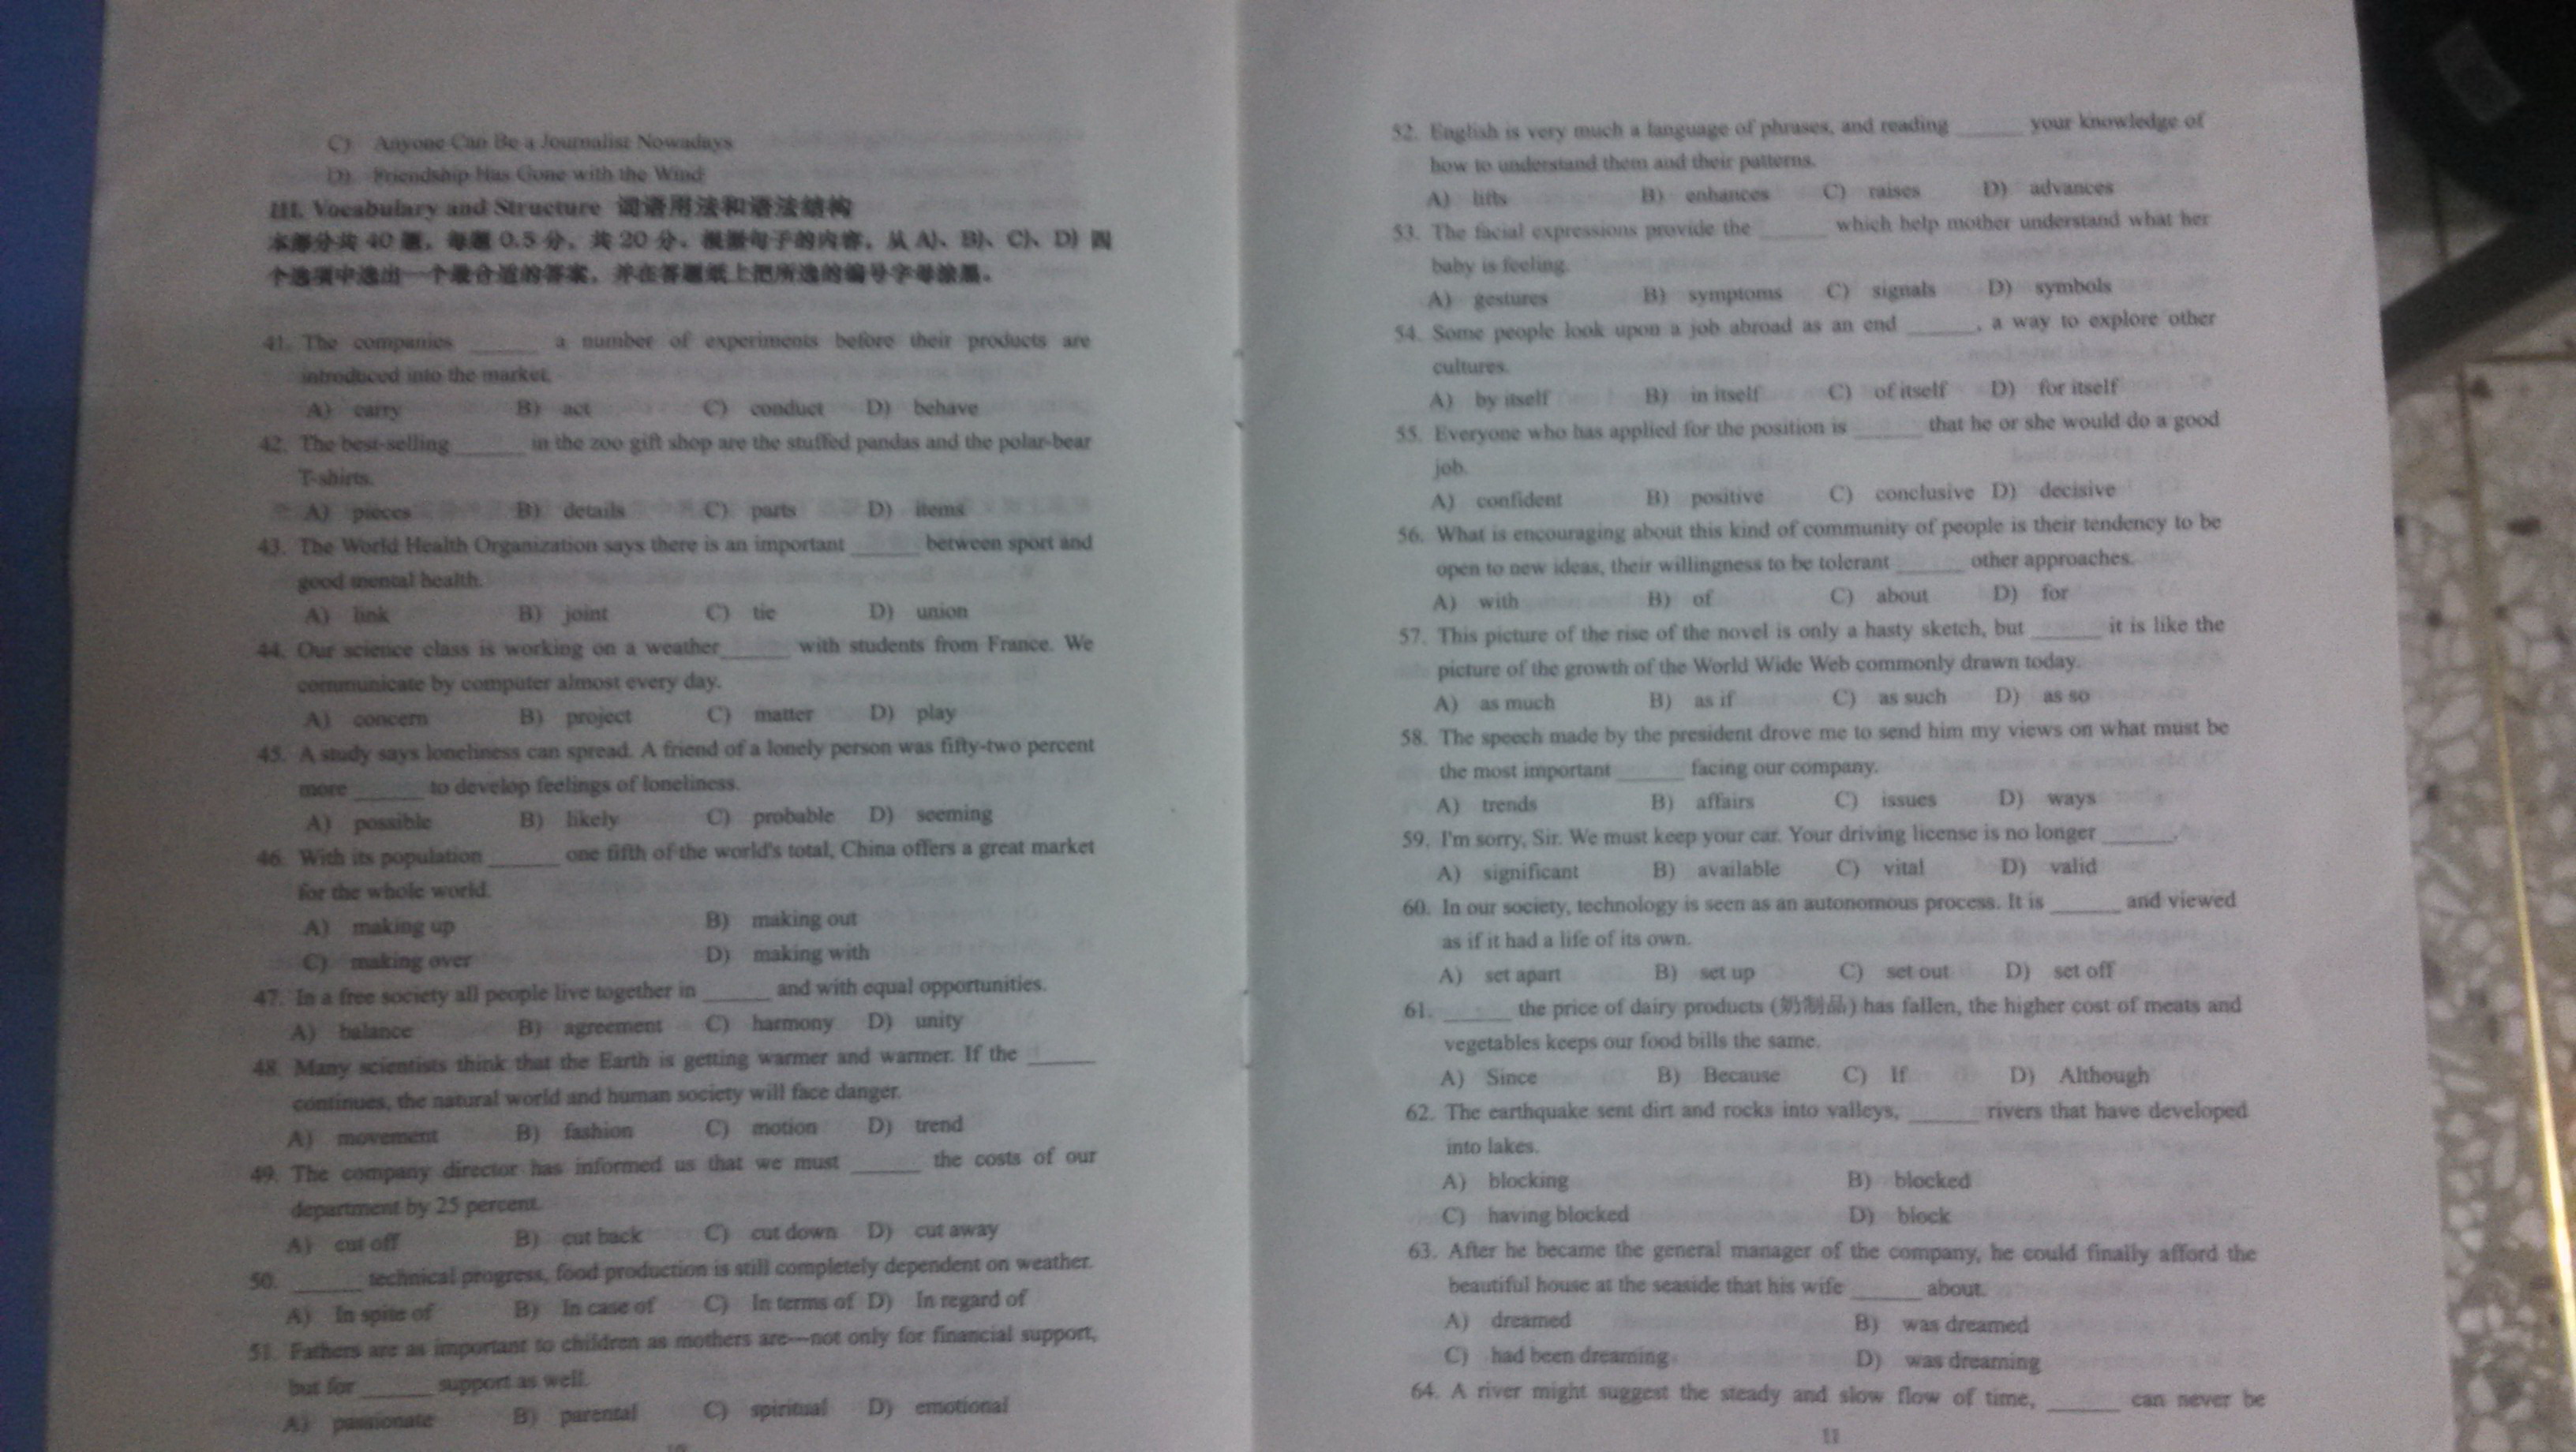 C) Anyone Can Be a Journalist Nowadays
D) Friendship Has Gone with the Wind
III. Vocabulary and Structure 词语用法和语法结构
本部分共 40 题，每题 0.5 分，共 20 分。根据句子的内容，从 A)、B)、C)、D) 四
个选项中选出一个最合适的答案，并在答题纸上把所选的编号字母涂黑。
41. The companies ______ a number of experiments before their products are
introduced into the market.
A) carry B) act C) conduct D) behave
42. The best-selling ______ in the zoo gift shop are the stuffed pandas and the polar-bear
T-shirts.
A) pieces B) details C) parts D) items
43. The World Health Organization says there is an important ______ between sport and
good mental health.
A) link B) joint C) tie D) union
44. Our science class is working on a weather ______ with students from France. We
communicate by computer almost every day.
A) concern B) project C) matter D) play
45. A study says loneliness can spread. A friend of a lonely person was fifty-two percent
more ______ to develop feelings of loneliness.
A) possible B) likely C) probable D) seeming
46. With its population ______ one fifth of the world's total, China offers a great market
for the whole world.
A) making up B) making out
C) making over D) making with
47. In a free society all people live together in ______ and with equal opportunities.
A) balance B) agreement C) harmony D) unity
48. Many scientists think that the Earth is getting warmer and warmer. If the ______
continues, the natural world and human society will face danger.
A) movement B) fashion C) motion D) trend
49. The company director has informed us that we must ______ the costs of our
department by 25 percent.
A) cut off B) cut back C) cut down D) cut away
50. ______ technical progress, food production is still completely dependent on weather.
A) In spite of B) In case of C) In terms of D) In regard of
51. Fathers are as important to children as mothers are—not only for financial support,
but for ______ support as well.
A) passionate B) parental C) spiritual D) emotional
52. English is very much a language of phrases, and reading ______ your knowledge of
how to understand them and their patterns.
A) lifts B) enhances C) raises D) advances
53. The facial expressions provide the ______ which help mother understand what her
baby is feeling.
A) gestures B) symptoms C) signals D) symbols
54. Some people look upon a job abroad as an end ______, a way to explore other
cultures.
A) by itself B) in itself C) of itself D) for itself
55. Everyone who has applied for the position is ______ that he or she would do a good
job.
A) confident B) positive C) conclusive D) decisive
56. What is encouraging about this kind of community of people is their tendency to be
open to new ideas, their willingness to be tolerant ______ other approaches.
A) with B) of C) about D) for
57. This picture of the rise of the novel is only a hasty sketch, but ______ it is like the
picture of the growth of the World Wide Web commonly drawn today.
A) as much B) as if C) as such D) as so
58. The speech made by the president drove me to send him my views on what must be
the most important ______ facing our company.
A) trends B) affairs C) issues D) ways
59. I'm sorry, Sir. We must keep your car. Your driving license is no longer ______.
A) significant B) available C) vital D) valid
60. In our society, technology is seen as an autonomous process. It is ______ and viewed
as if it had a life of its own.
A) set apart B) set up C) set out D) set off
61. ______ the price of dairy products (奶制品) has fallen, the higher cost of meats and
vegetables keeps our food bills the same.
A) Since B) Because C) If D) Although
62. The earthquake sent dirt and rocks into valleys, ______ rivers that have developed
into lakes.
A) blocking B) blocked
C) having blocked D) block
63. After he became the general manager of the company, he could finally afford the
beautiful house at the seaside that his wife ______ about.
A) dreamed B) was dreamed
C) had been dreaming D) was dreaming
64. A river might suggest the steady and slow flow of time, ______ can never be
11